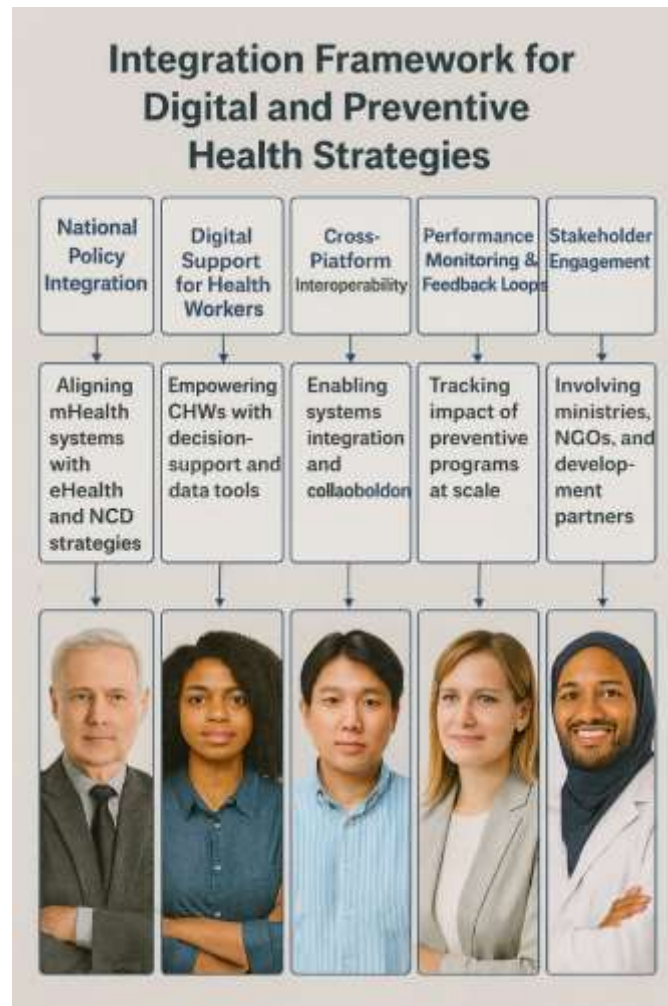 Integration Framework for
Digital and Preventive
Health Strategies
National
Policy
Integration
Digital
Support
for Health
Workers
Cross-
Platform
Interoperability
Performance
Monitoring &
Feedback Loops
Stakeholder
Engagement
Aligning
mHealth
systems
with
eHealth
and NCD
strategies
Empowering
CHWs with
decision-
support and
data tools
Enabling
systems
integration
and
collaoboldon
Tracking
impact of
preventive
programs
at scale
Involving
ministries,
NGOs, and
develop-
ment
partners